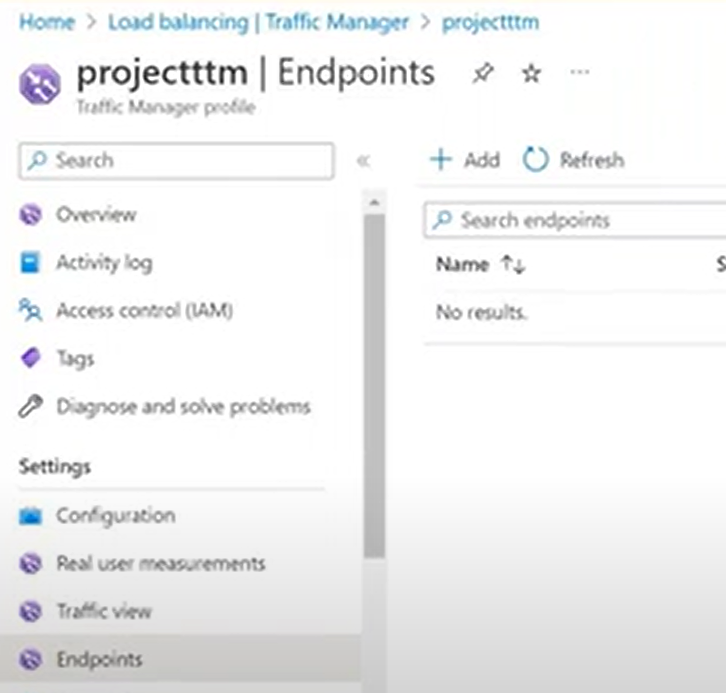 Home > Load balancing | Traffic Manager > projectttm
projectttm | Endpoints ...
Traffic Manager profile
Search «
Add Refresh
Overview
Search endpoints
Activity log
Name ↑↓ S
Access control (IAM)
No results.
Tags
Diagnose and solve problems
Settings
Configuration
Real user measurements
Traffic view
Endpoints